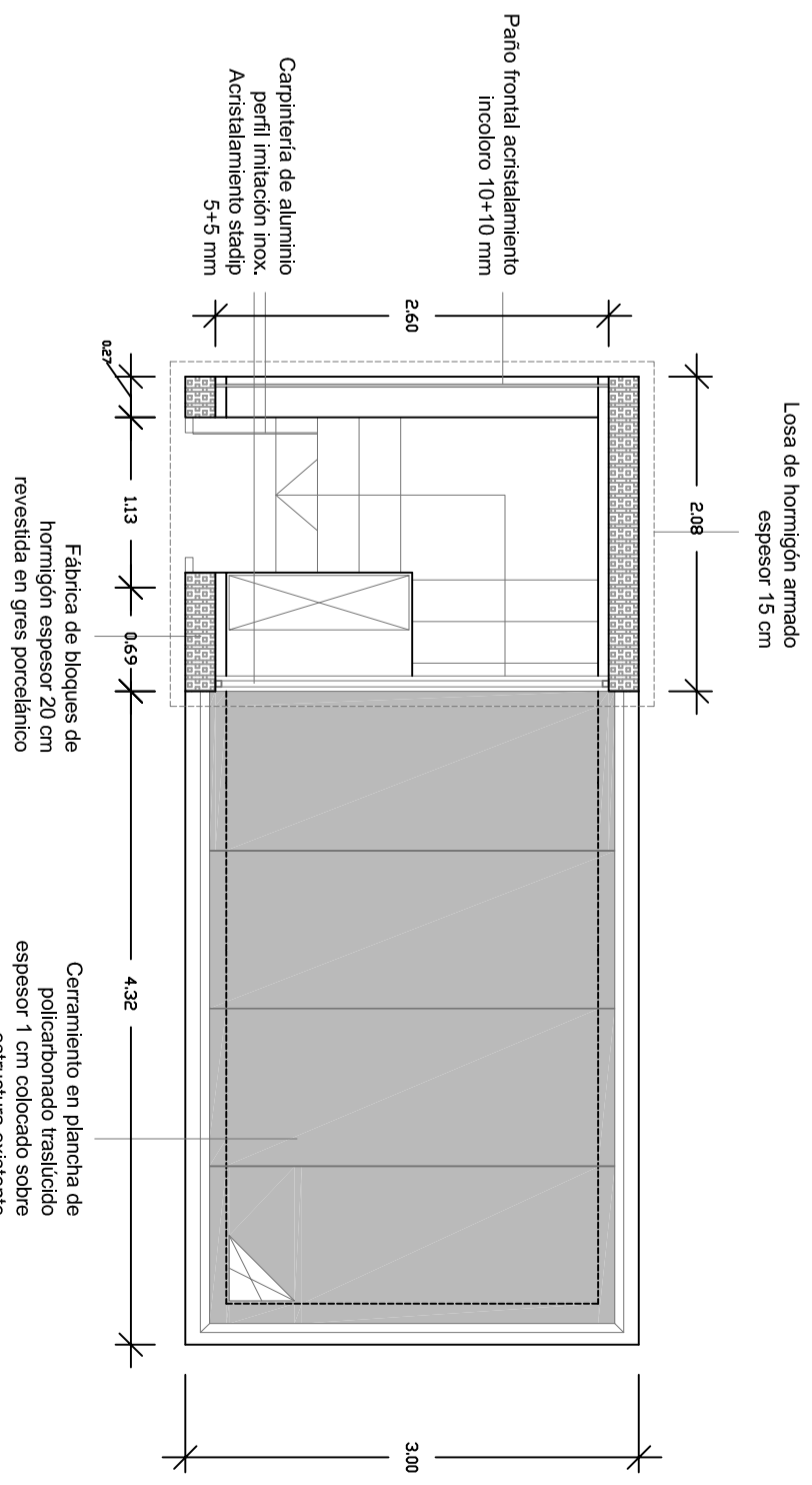 Losa de hormigón armado
espesor 15 cm
Paño frontal acristalamiento
incoloro 10+10 mm
Carpintería de aluminio
perfil imitación inox.
Acristalamiento stadip
5+5 mm
2.08
2.60
3.00
0.27
1.13
0.69
4.32
Fábrica de bloques de
hormigón espesor 20 cm
revestida en gres porcelánico
Cerramiento en plancha de
policarbonado traslúcido
espesor 1 cm colocado sobre
estructura existente